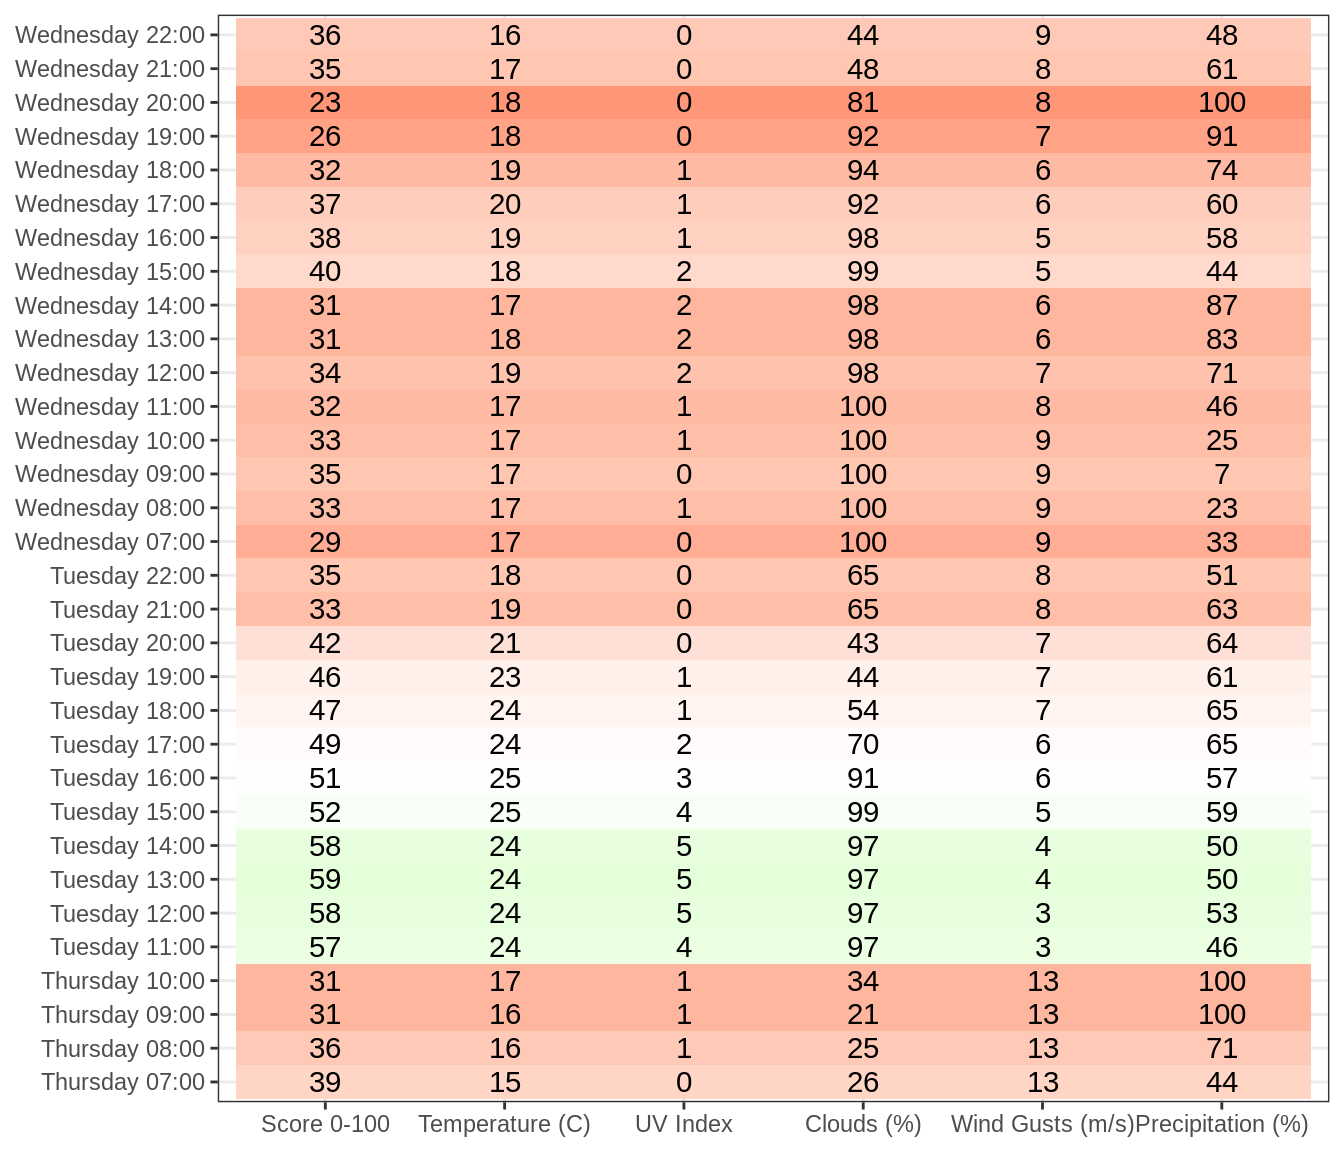 Wednesday 22:00 36 16 0 44 9 48
Wednesday 21:00 35 17 0 48 8 61
Wednesday 20:00 23 18 0 81 8 100
Wednesday 19:00 26 18 0 92 7 91
Wednesday 18:00 32 19 1 94 6 74
Wednesday 17:00 37 20 1 92 6 60
Wednesday 16:00 38 19 1 98 5 58
Wednesday 15:00 40 18 2 99 5 44
Wednesday 14:00 31 17 2 98 6 87
Wednesday 13:00 31 18 2 98 6 83
Wednesday 12:00 34 19 2 98 7 71
Wednesday 11:00 32 17 1 100 8 46
Wednesday 10:00 33 17 1 100 9 25
Wednesday 09:00 35 17 0 100 9 7
Wednesday 08:00 33 17 1 100 9 23
Wednesday 07:00 29 17 0 100 9 33
Tuesday 22:00 35 18 0 65 8 51
Tuesday 21:00 33 19 0 65 8 63
Tuesday 20:00 42 21 0 43 7 64
Tuesday 19:00 46 23 1 44 7 61
Tuesday 18:00 47 24 1 54 7 65
Tuesday 17:00 49 24 2 70 6 65
Tuesday 16:00 51 25 3 91 6 57
Tuesday 15:00 52 25 4 99 5 59
Tuesday 14:00 58 24 5 97 4 50
Tuesday 13:00 59 24 5 97 4 50
Tuesday 12:00 58 24 5 97 3 53
Tuesday 11:00 57 24 4 97 3 46
Thursday 10:00 31 17 1 34 13 100
Thursday 09:00 31 16 1 21 13 100
Thursday 08:00 36 16 1 25 13 71
Thursday 07:00 39 15 0 26 13 44
Score 0-100 Temperature (C) UV Index Clouds (%) Wind Gusts (m/s) Precipitation (%)